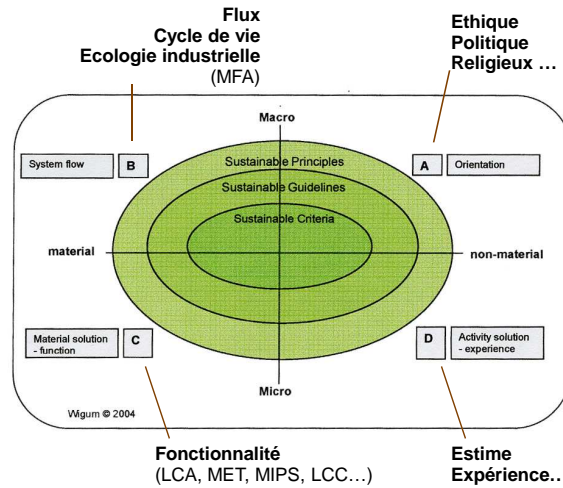 Flux
Cycle de vie
Ecologie industrielle
(MFA)
Ethique
Politique
Religieux ...
Macro
System flow
B
Sustainable Principles
A
Orientation
Sustainable Guidelines
Sustainable Criteria
material
non-material
Material solution
- function
C
D
Activity solution
- experience
Micro
Wigum © 2004
Fonctionnalité
(LCA, MET, MIPS, LCC...)
Estime
Expérience..